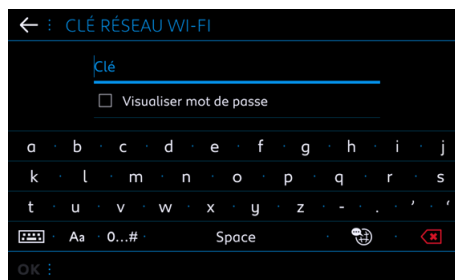 CLÉ RÉSEAU WI-FI
Clé
Visualiser mot de passe
a b c d e f g h i j
k l m n o p q r s
t u v w x y z - . ' ‘
Aa 0...# Space
OK